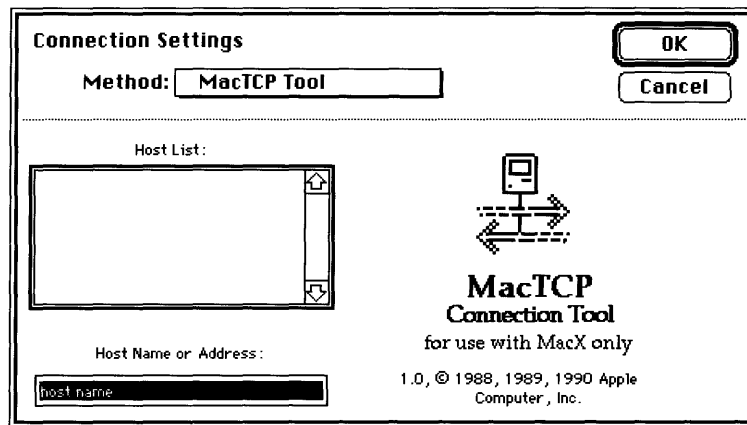 Connection Settings
OK
Method: MacTCP Tool
Cancel
Host List:
MacTCP
Connection Tool
for use with MacX only
Host Name or Address:
host name
1.0, © 1988, 1989, 1990 Apple
Computer, Inc.